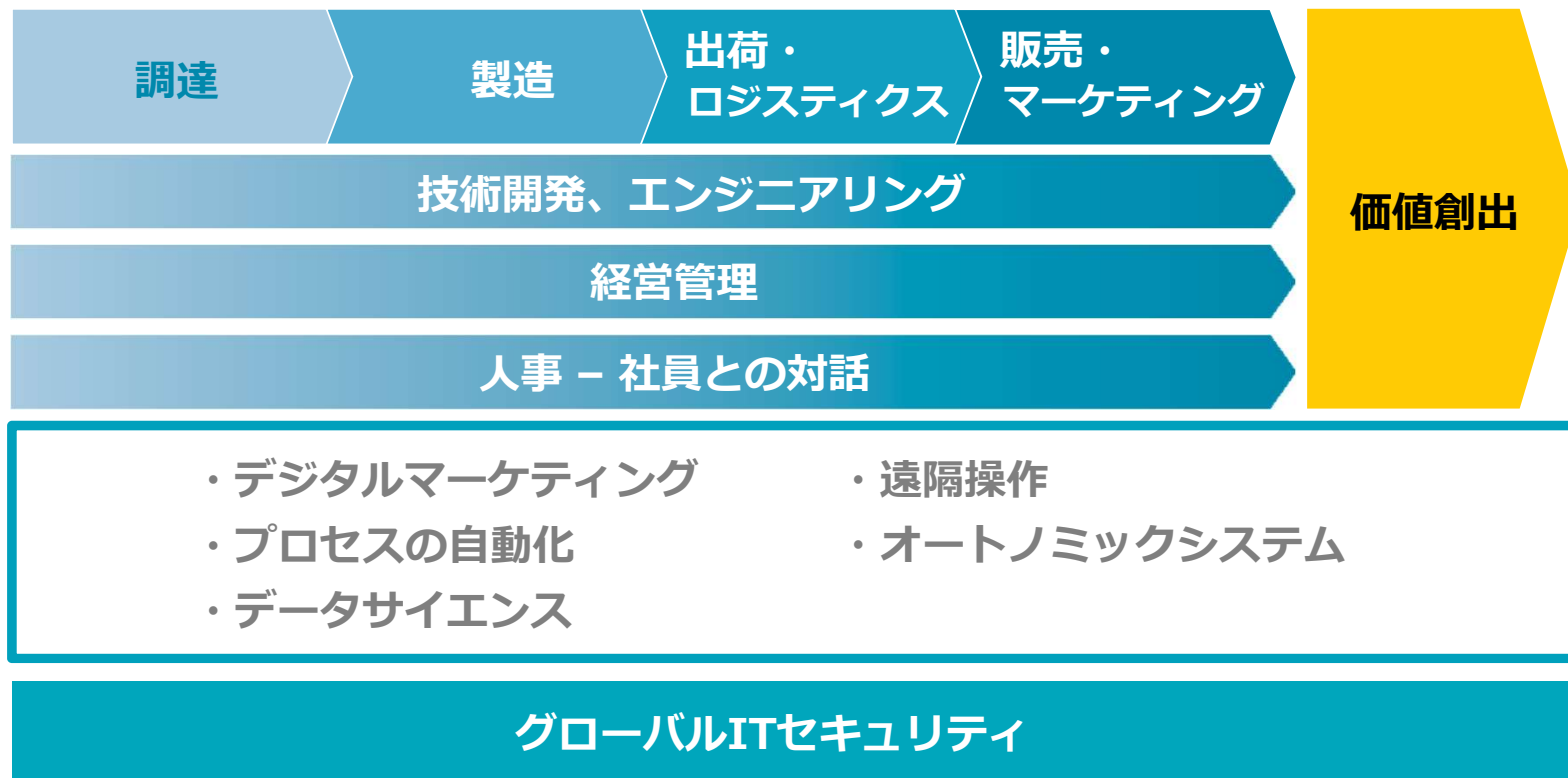 調達
製造
出荷・
ロジスティクス
販売・
マーケティング
技術開発、エンジニアリング
経営管理
人事 – 社員との対話
価値創出
・デジタルマーケティング
・プロセスの自動化
・データサイエンス
・遠隔操作
・オートノミックシステム
グローバルITセキュリティ